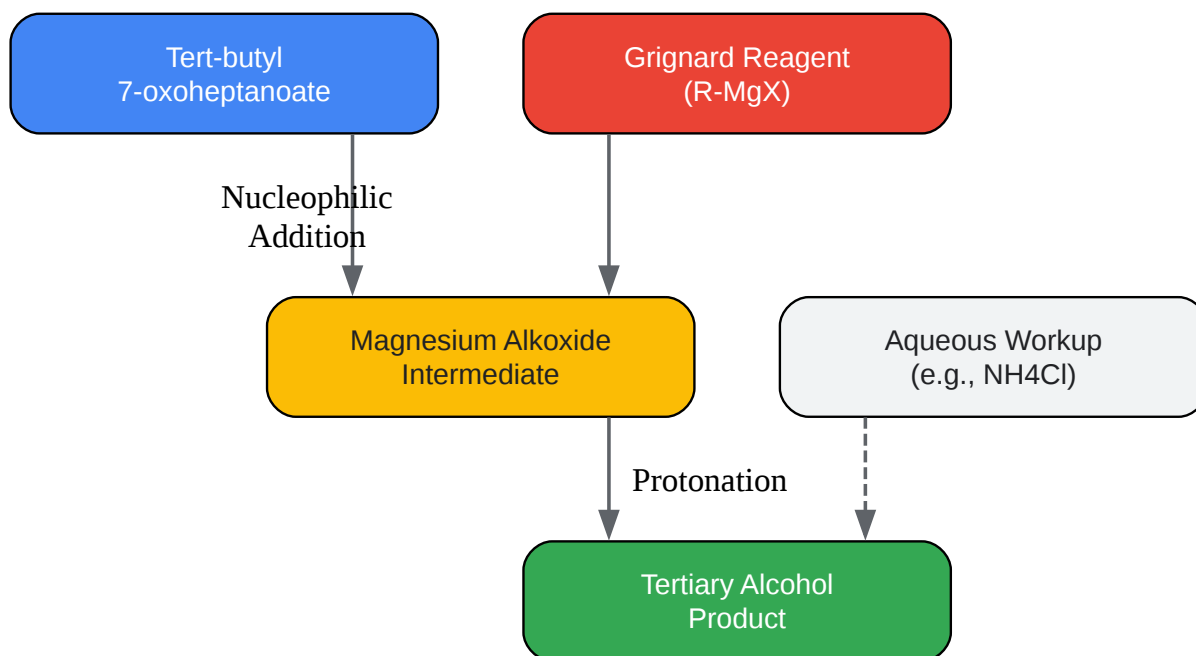 Tert-butyl
7-oxoheptanoate
Grignard Reagent
(R-MgX)
Nucleophilic
Addition
Magnesium Alkoxide
Intermediate
Aqueous Workup
(e.g., NH4Cl)
Protonation
Tertiary Alcohol
Product